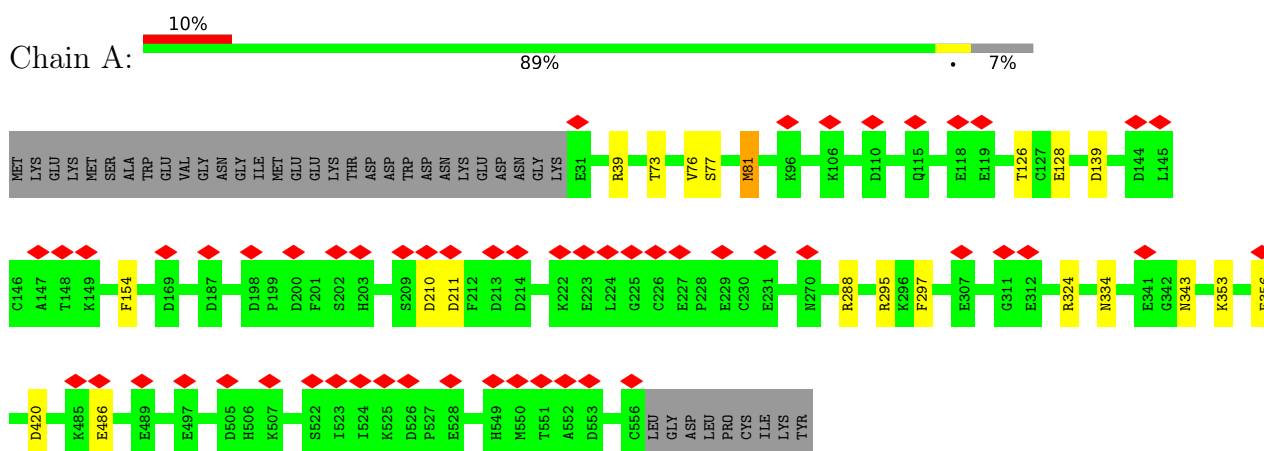 10%
Chain A:
89% • 7%
MET LYS GLU LYS MET SER ALA TRP GLU VAL GLY ASN GLY ILE MET GLU GLU LYS THR ASP ASP TRP ASP ASN LYS GLU ASP ASN GLY LYS E31 R39 T73 V76 S77 M81 K96 K106 D110 Q115 E118 E119 T126 C127 E128 D139 D144 L145
C146 A147 T148 K149 F154 D169 D187 D198 P199 D200 F201 S202 H203 S209 D210 D211 F212 D213 D214 K222 E223 L224 G225 C226 E227 P228 E229 C230 E231 N270 R288 R295 K296 F297 E307 G311 E312 R324 N334 E341 G342 N343 K353
D420 K485 E486 E489 E497 D505 H506 K507 S522 I523 I524 K525 D526 P527 E528 H549 M550 T551 A552 D553 C556 LEU GLY ASP LEU PRO CYS ILE LYS TYR